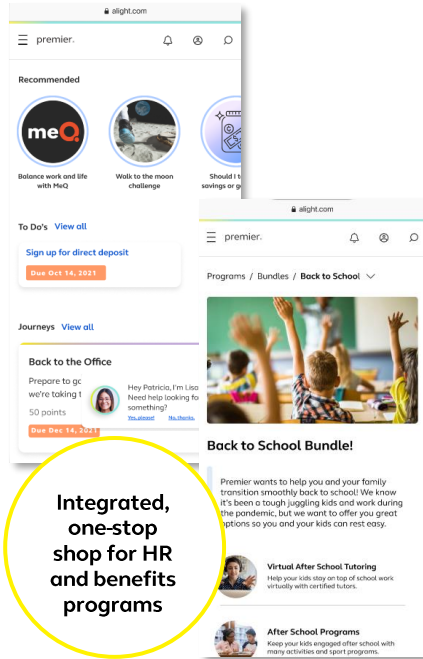 alight.com
premier.
Recommended
meQ
Balance work and life
with MeQ
Walk to the moon
challenge
Should I t
savings or g
To Do's View all
Sign up for direct deposit
Due Oct 14, 2021
Journeys View all
Back to the Office
Prepare to gc
we're taking t
50 points
Due Dec 14, 2021
Hey Patricia, I'm Lisa
Need help looking fo
something?
Yes, please! No, thanks.
Integrated,
one-stop
shop for HR
and benefits
programs
alight.com
premier.
Programs / Bundles / Back to School
Back to School Bundle!
Premier wants to help you and your family
transition smoothly back to school! We know
it's been a tough juggling kids and work during
the pandemic, but we want to offer you great
options so you and your kids can rest easy.
Virtual After School Tutoring
Help your kids stay on top of school work
virtually with certified tutors.
After School Programs
Keep your kids engaged after school with
many activities and sport programs.